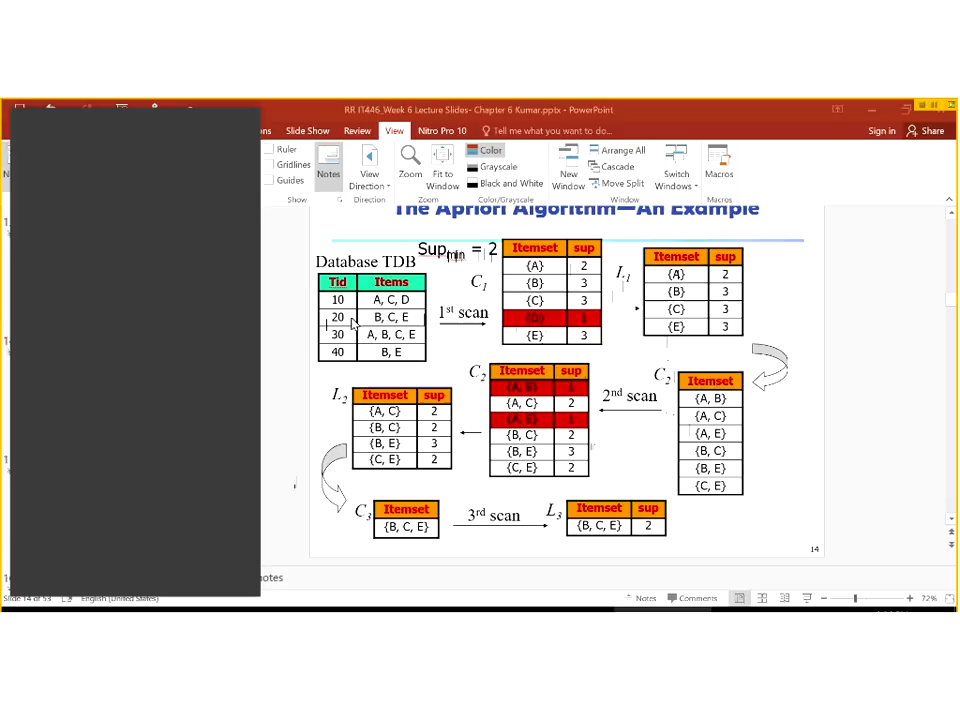 RR IT446_Week 6 Lecture Slides- Chapter 6 Kumar.pptx - PowerPoint
ons Slide Show Review View Nitro Pro 10 Tell me what you want to do... Sign in Share
Ruler
Gridlines
Guides
Notes
View Direction
Zoom
Fit to Window
Color
Grayscale
Black and White
New Window
Arrange All
Cascade
Move Split
Switch Windows
Macros
Show Direction Zoom Color/Grayscale Window Macros
The Apriori Algorithm—An Example
Supmin = 2
Database TDB
Tid Items
10 A, C, D
20 B, C, E
30 A, B, C, E
40 B, E
1st scan
C1
Itemset sup
{A} 2
{B} 3
{C} 3
{D} 1
{E} 3
L1
Itemset sup
{A} 2
{B} 3
{C} 3
{E} 3
C2
Itemset
{A, B}
{A, C}
{A, E}
{B, C}
{B, E}
{C, E}
2nd scan
C2
Itemset sup
{A, B} 1
{A, C} 2
{A, E} 1
{B, C} 2
{B, E} 3
{C, E} 2
L2
Itemset sup
{A, C} 2
{B, C} 2
{B, E} 3
{C, E} 2
C3
Itemset
{B, C, E}
3rd scan
L3
Itemset sup
{B, C, E} 2
14
notes
Slide 14 of 53 English (United States) Notes Comments 72%